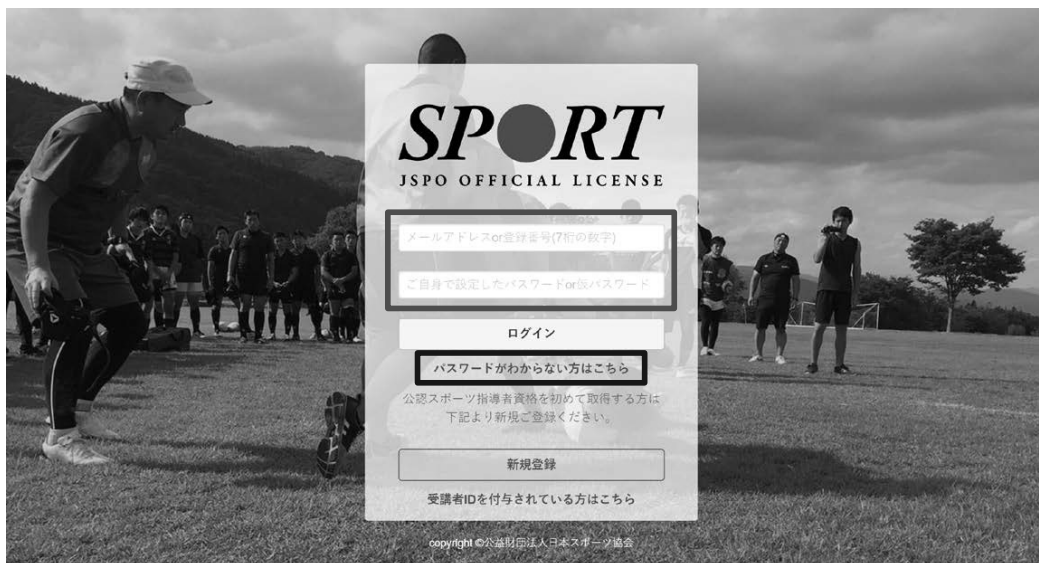 SPORT
JSPO OFFICIAL LICENSE
メールアドレスor登録番号(7桁の数字)
ご自身で設定したパスワードor仮パスワード
ログイン
パスワードがわからない方はこちら
公認スポーツ指導者資格を初めて取得する方は
下記より新規ご登録ください。
新規登録
受講者IDを付与されている方はこちら
copyright ©公益財団法人日本スポーツ協会